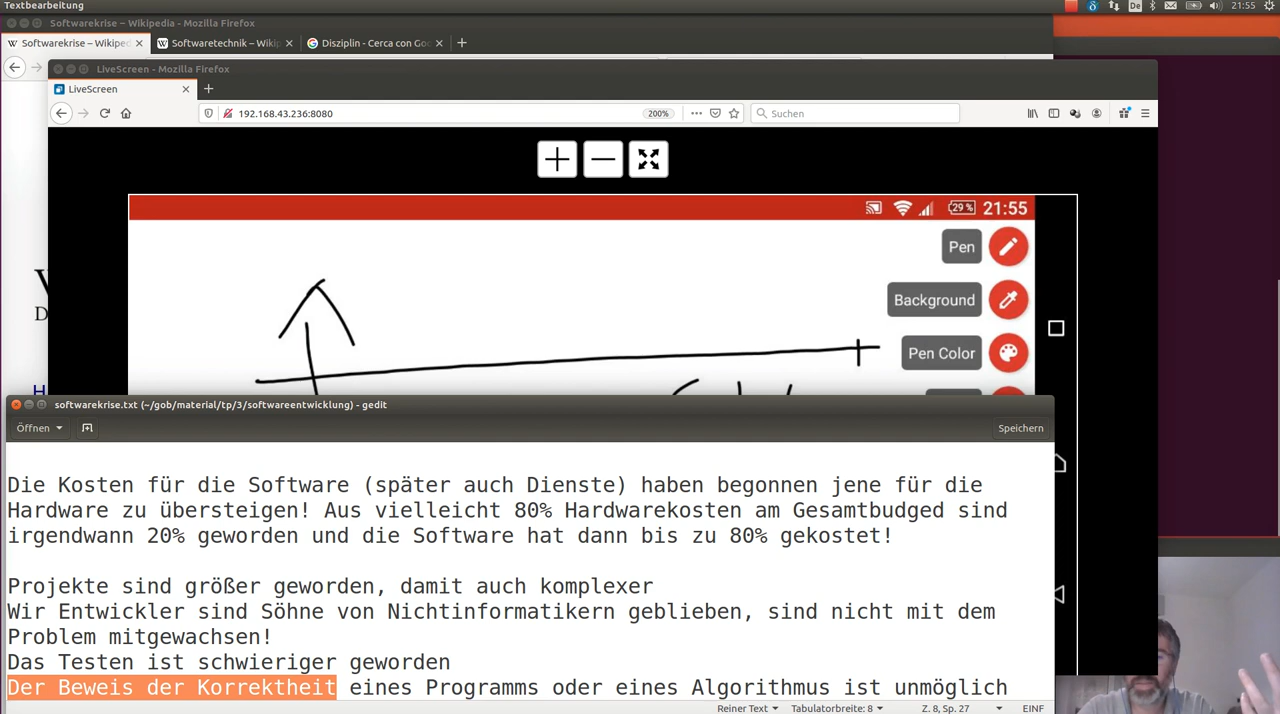 Textbearbeitung
De
21:55
Softwarekrise – Wikipedia - Mozilla Firefox
Softwarekrise – Wikiped
Softwaretechnik – Wikip
Disziplin - Cerca con Goo
LiveScreen - Mozilla Firefox
LiveScreen
192.168.43.236:8080
200%
Suchen
29 %
21:55
Pen
Background
Pen Color
softwarekrise.txt (~/gob/material/tp/3/softwareentwicklung) - gedit
Öffnen
Speichern
Die Kosten für die Software (später auch Dienste) haben begonnen jene für die
Hardware zu übersteigen! Aus vielleicht 80% Hardwarekosten am Gesamtbudged sind
irgendwann 20% geworden und die Software hat dann bis zu 80% gekostet!
Projekte sind größer geworden, damit auch komplexer
Wir Entwickler sind Söhne von Nichtinformatikern geblieben, sind nicht mit dem
Problem mitgewachsen!
Das Testen ist schwieriger geworden
Der Beweis der Korrektheit eines Programms oder eines Algorithmus ist unmöglich
Reiner Text
Tabulatorbreite: 8
Z. 8, Sp. 27
EINF